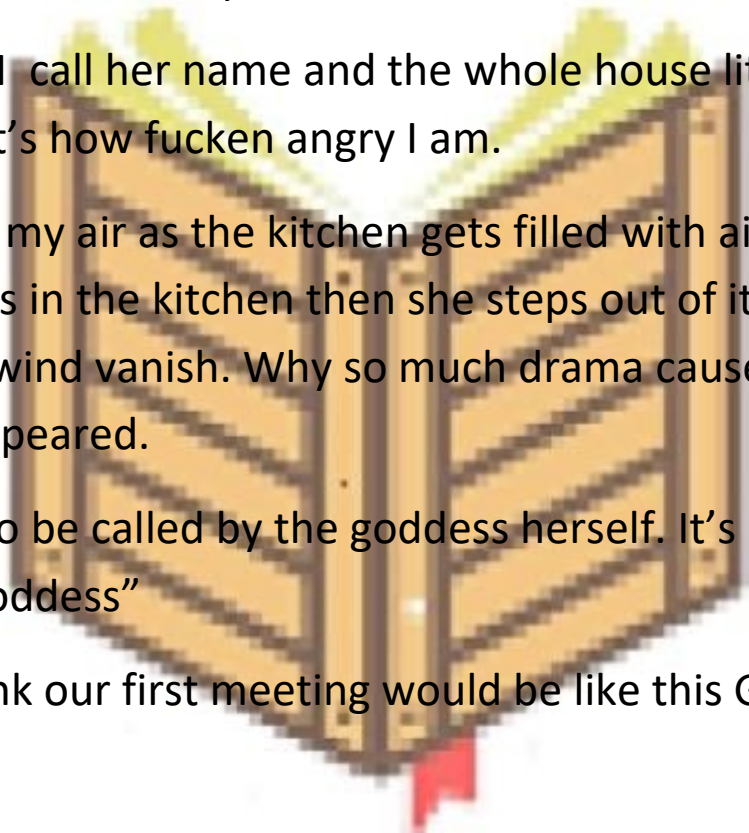 call her name and the whole house
t's how fucken angry I am.
my air as the kitchen gets filled with
s in the kitchen then she steps out of it
wind vanish. Why so much drama cause
peared.
o be called by the goddess herself. It's
oddess”
nk our first meeting would be like this